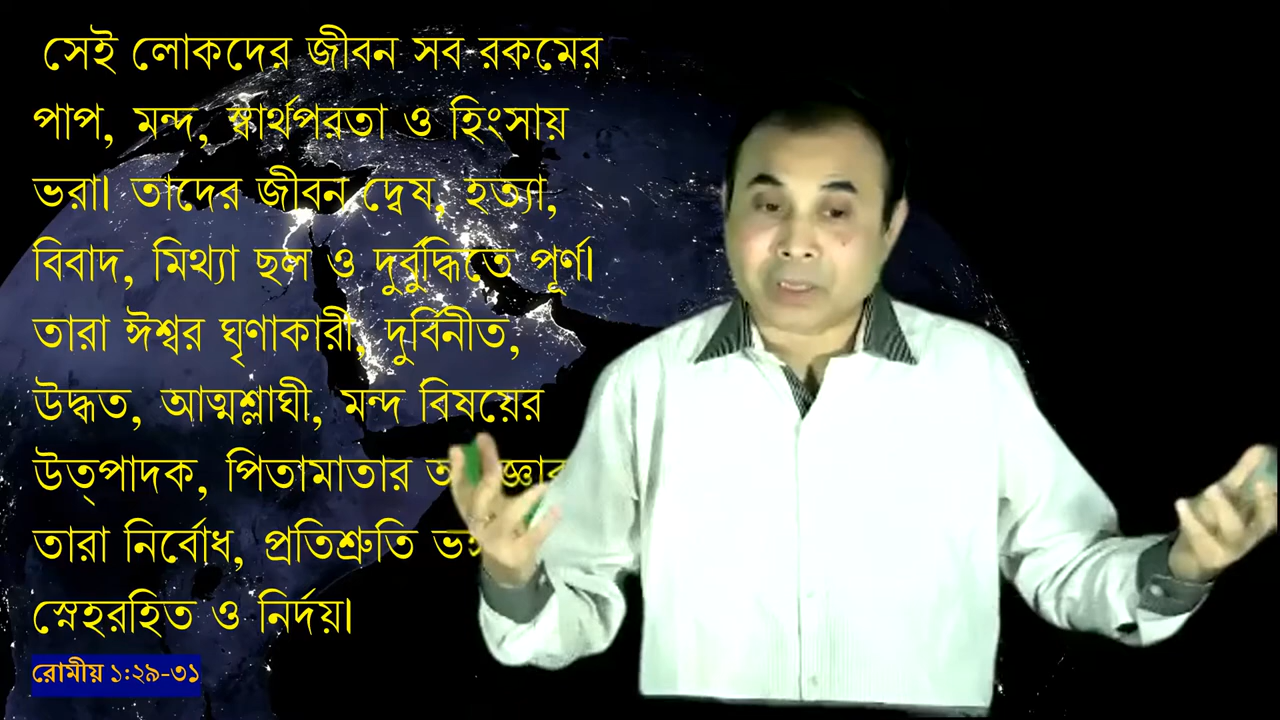 সেই লোকদের জীবন সব রকমের
পাপ, মন্দ, স্বার্থপরতা ও হিংসায়
ভরা। তাদের জীবন দ্বেষ, হত্যা,
বিবাদ, মিথ্যা ছল ও দুর্বুদ্ধিতে পূর্ণ।
তারা ঈশ্বর ঘৃণাকারী, দুর্বিনীত,
উদ্ধত, আত্মশ্লাঘী, মন্দ বিষয়ের
উত্পাদক, পিতামাতার
তারা নির্বোধ, প্রতিশ্রুতি
স্নেহরহিত ও নির্দয়।
রোমীয় ১:২৯-৩১